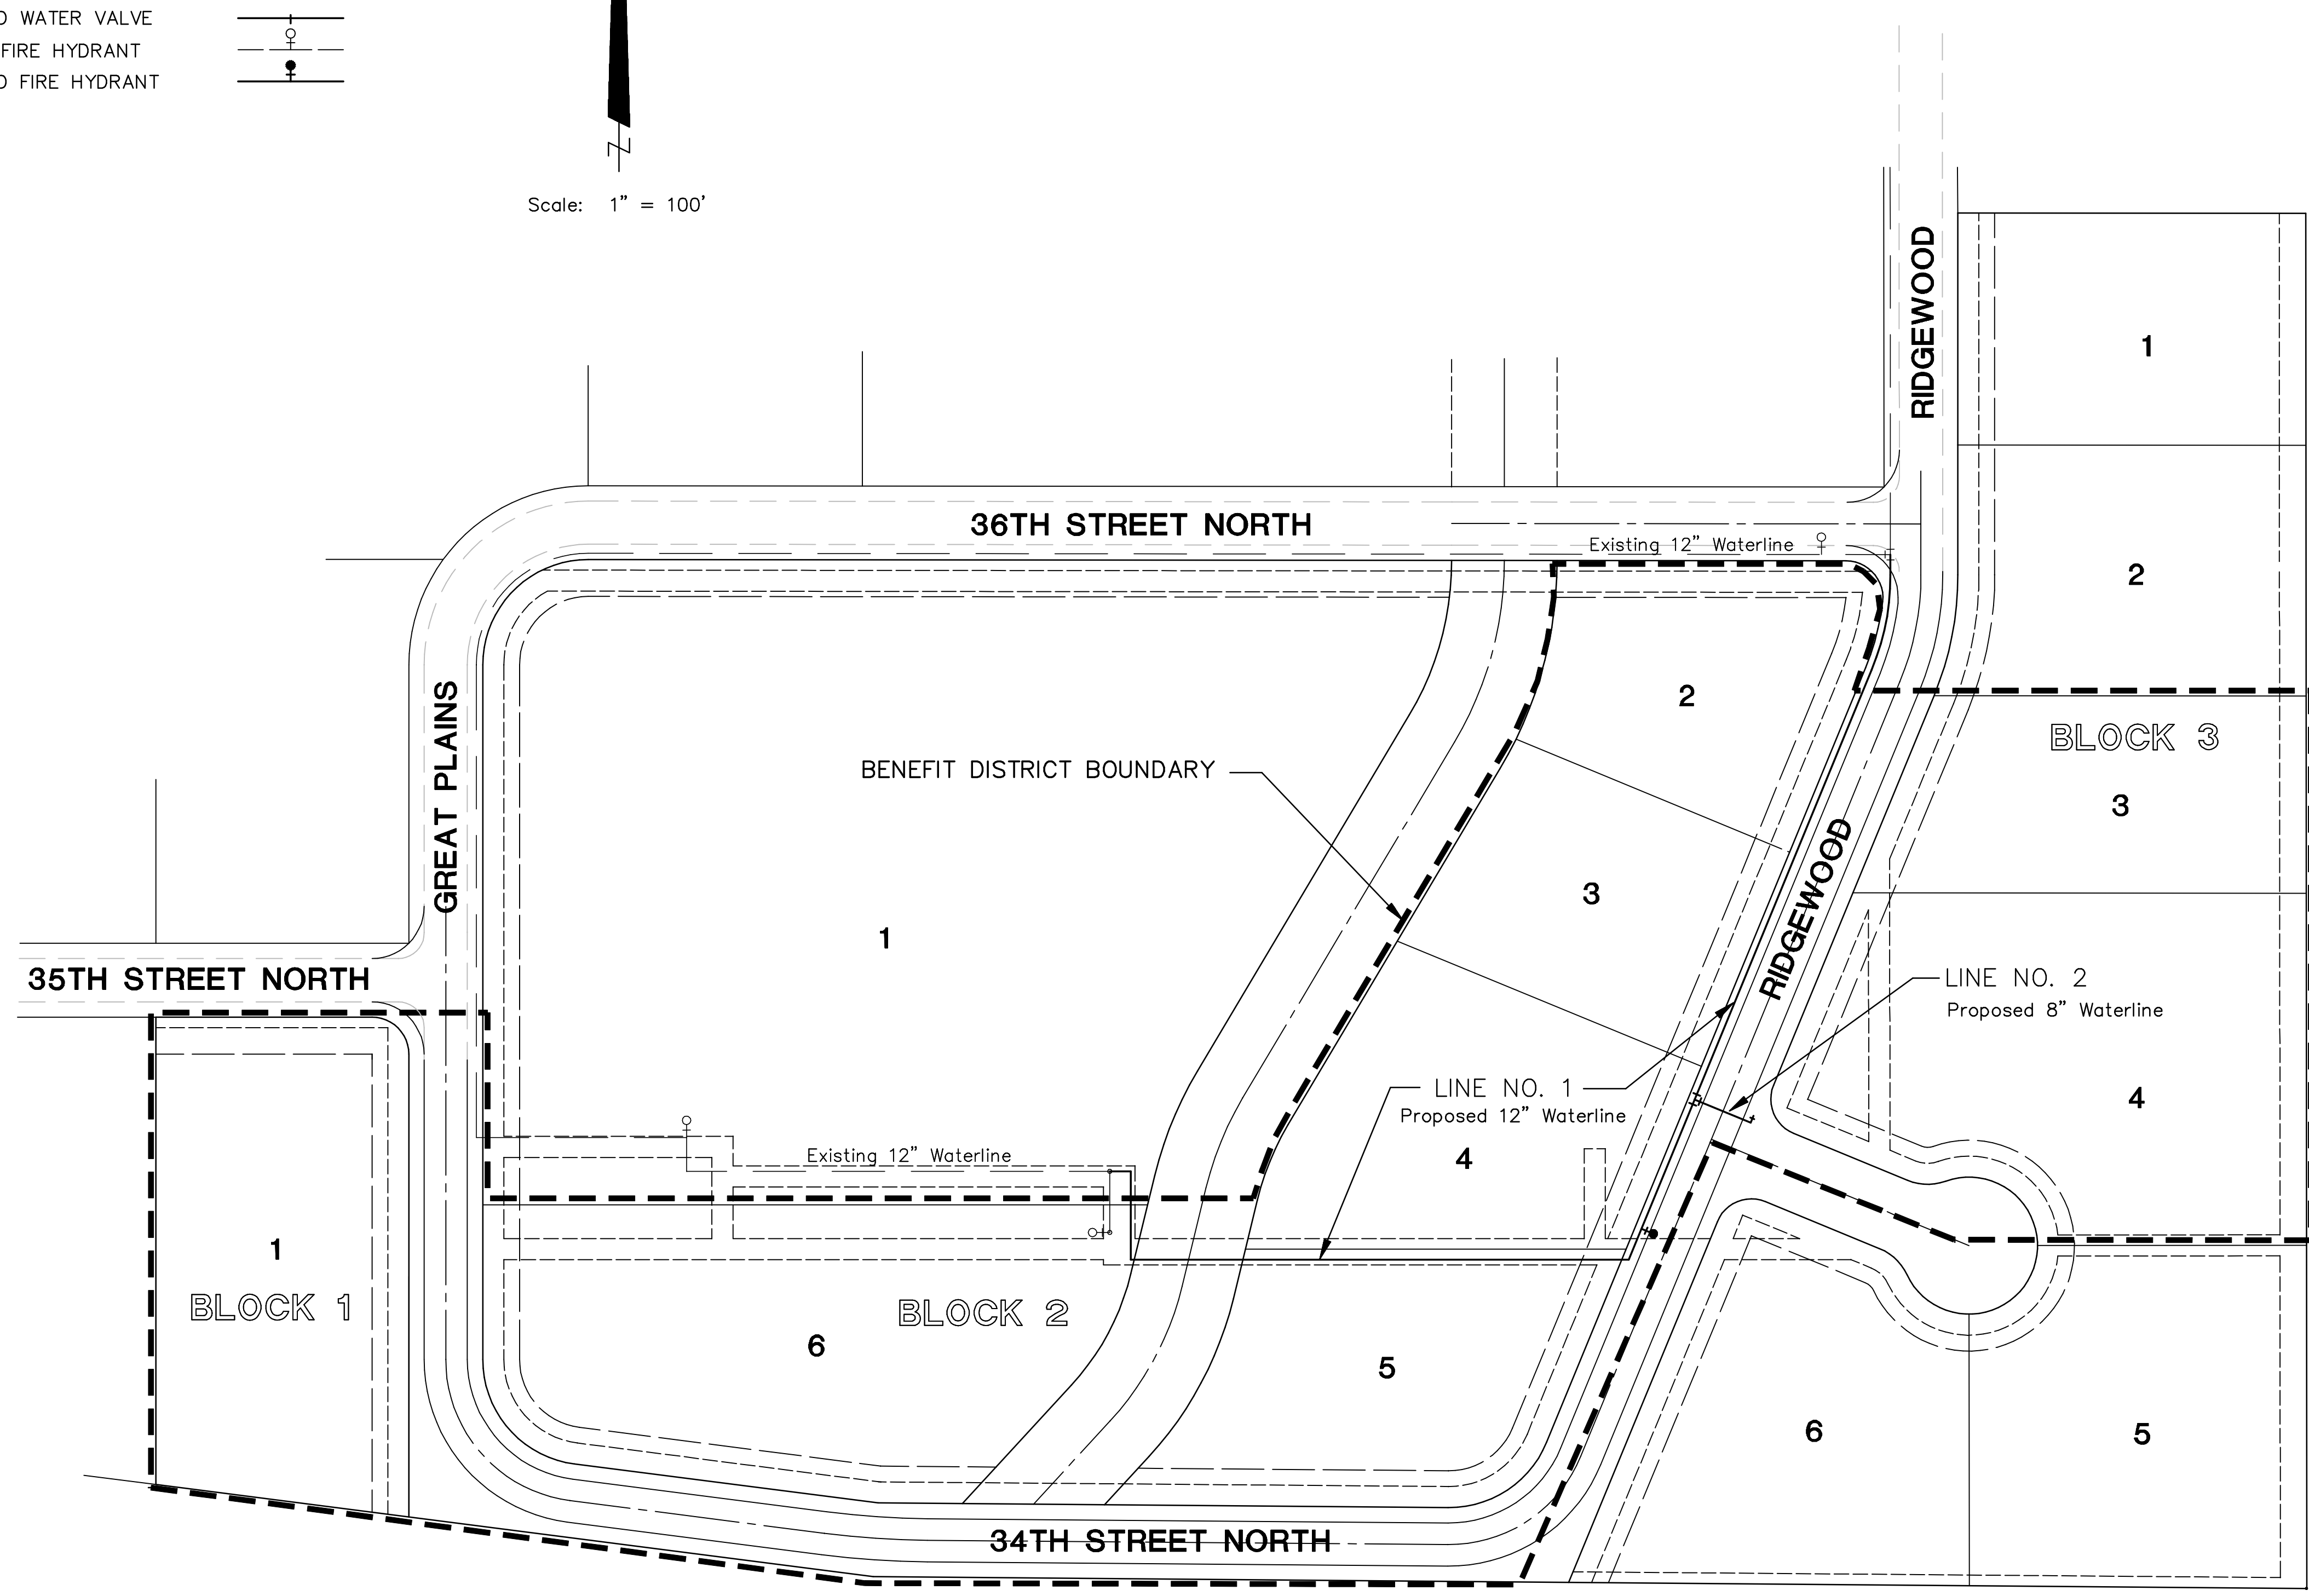 O WATER VALVE
FIRE HYDRANT
O FIRE HYDRANT
N
Scale: 1" = 100'
RIDGEWOOD
1
36TH STREET NORTH
Existing 12" Waterline
2
2
BLOCK 3
3
BENEFIT DISTRICT BOUNDARY
GREAT PLAINS
RIDGEWOOD
3
1
35TH STREET NORTH
LINE NO. 2
Proposed 8" Waterline
LINE NO. 1
Proposed 12" Waterline
4
4
Existing 12" Waterline
1
BLOCK 1
BLOCK 2
6
5
6
5
34TH STREET NORTH